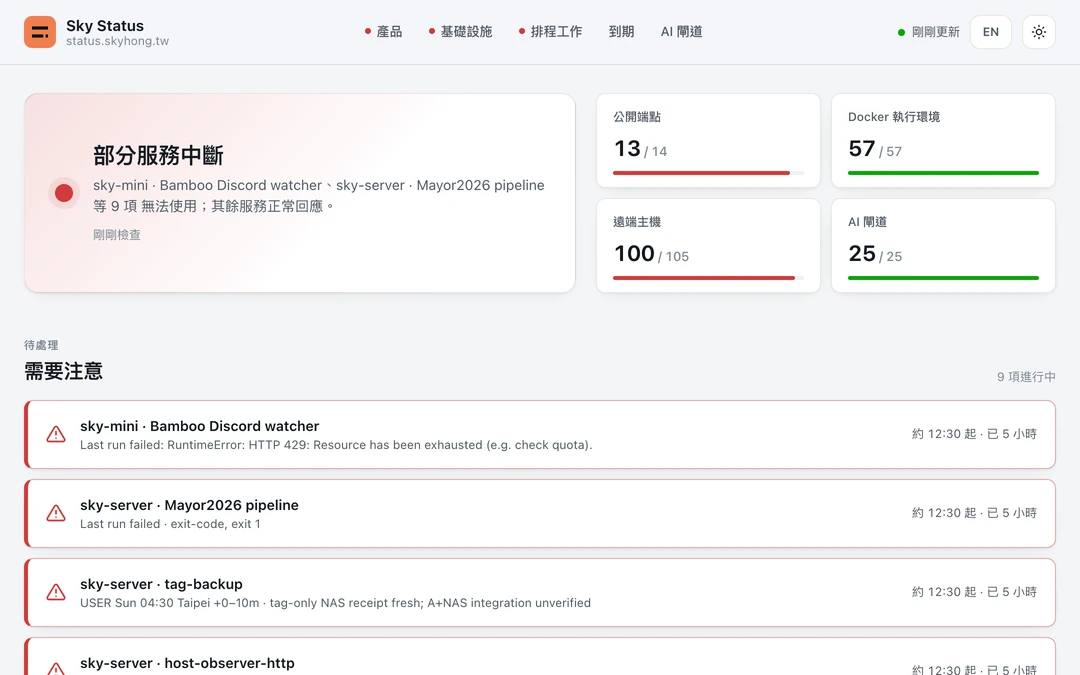 Sky Status
status.skyhong.tw
產品
基礎設施
排程工作
到期
AI 閘道
剛剛更新
EN
部分服務中斷
sky-mini · Bamboo Discord watcher、sky-server · Mayor2026 pipeline
等 9 項 無法使用；其餘服務正常回應。
剛剛檢查
公開端點
13 / 14
Docker 執行環境
57 / 57
遠端主機
100 / 105
AI 閘道
25 / 25
待處理
需要注意
9 項進行中
sky-mini · Bamboo Discord watcher
Last run failed: RuntimeError: HTTP 429: Resource has been exhausted (e.g. check quota).
約 12:30 起 · 已 5 小時
sky-server · Mayor2026 pipeline
Last run failed · exit-code, exit 1
約 12:30 起 · 已 5 小時
sky-server · tag-backup
USER Sun 04:30 Taipei +0–10m · tag-only NAS receipt fresh; A+NAS integration unverified
約 12:30 起 · 已 5 小時
sky-server · host-observer-http
約 12:30 起 · 已 5 小時